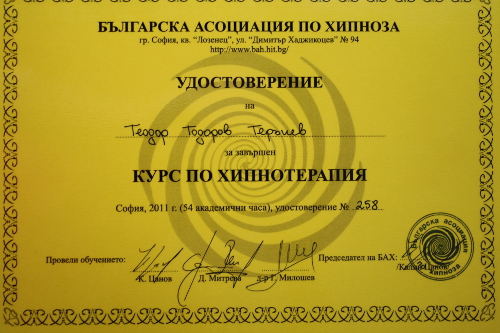 БЪЛГАРСКА АСОЦИАЦИЯ ПО ХИПНОЗА
гр. София, кв. "Лозенец", ул. "Димитър Хаджикоцев" № 94
http://www.bah.hit.bg/
УДОСТОВЕРЕНИЕ
на
Теодор Тодоров Терзиев
за завършен
КУРС ПО ХИПНОТЕРАПИЯ
София, 2011 г. (54 академични часа), удостоверение № 258
Провели обучението:
К. Цанов
Д. Митрева
д-р Г. Милошев
Председател на БАХ:
/Калин Цанов/
Българска асоциация
Хипноза